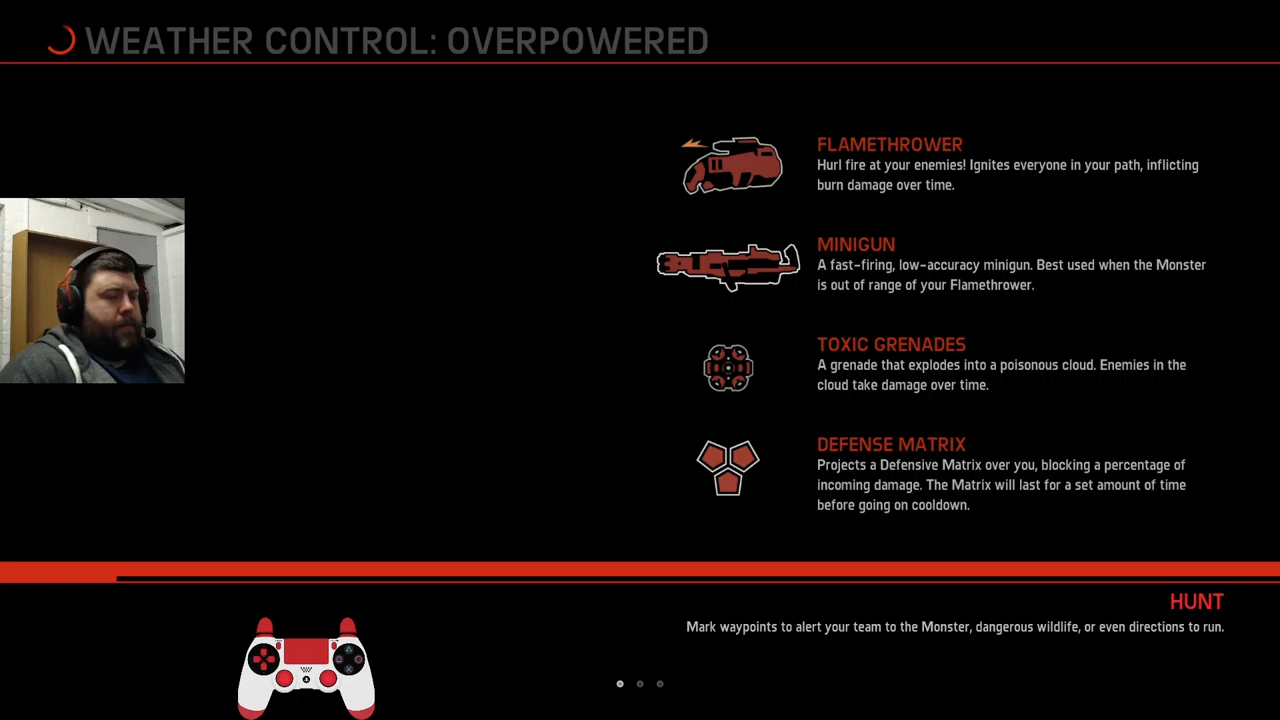 WEATHER CONTROL: OVERPOWERED
FLAMETHROWER
Hurl fire at your enemies! Ignites everyone in your path, inflicting
burn damage over time.
MINIGUN
A fast-firing, low-accuracy minigun. Best used when the Monster
is out of range of your Flamethrower.
TOXIC GRENADES
A grenade that explodes into a poisonous cloud. Enemies in the
cloud take damage over time.
DEFENSE MATRIX
Projects a Defensive Matrix over you, blocking a percentage of
incoming damage. The Matrix will last for a set amount of time
before going on cooldown.
HUNT
Mark waypoints to alert your team to the Monster, dangerous wildlife, or even directions to run.